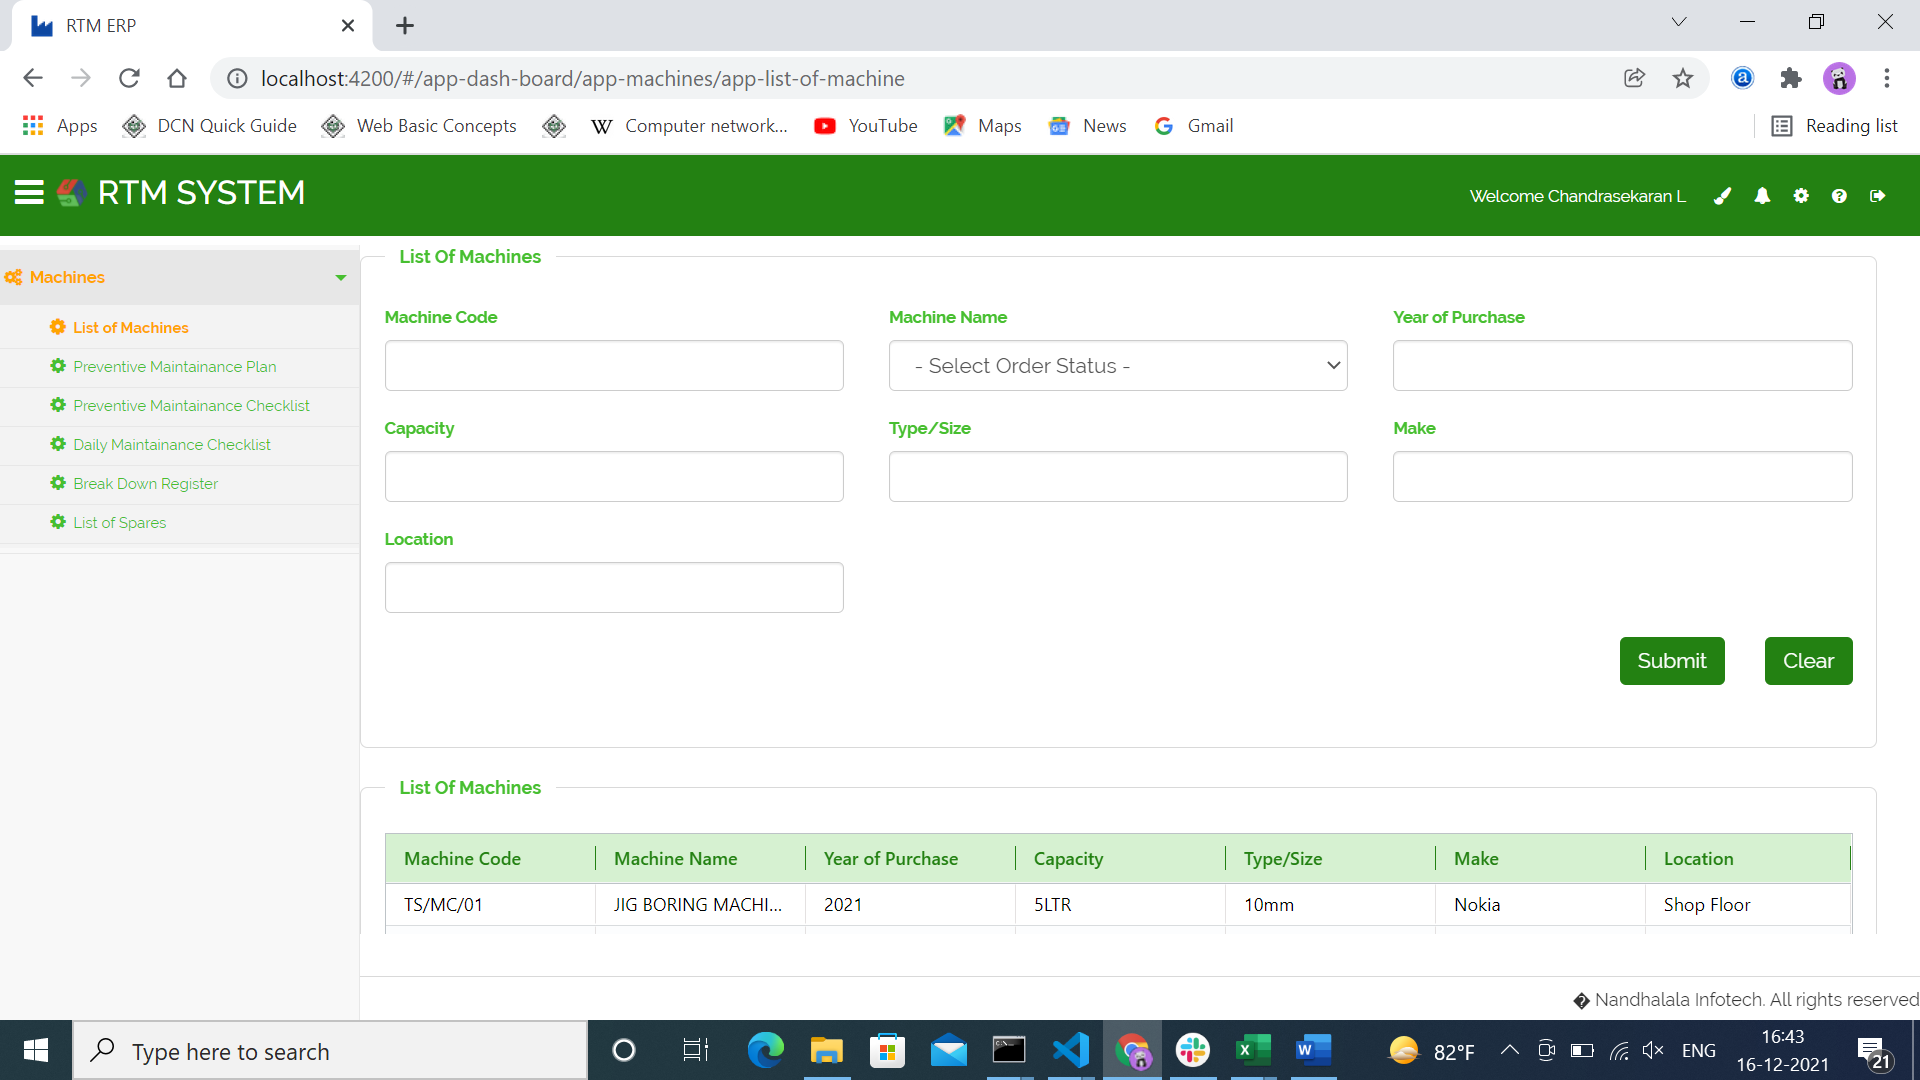 RTM ERP
localhost:4200/#/app-dash-board/app-machines/app-list-of-machine
Apps DCN Quick Guide Web Basic Concepts W Computer network... YouTube Maps News Gmail Reading list
RTM SYSTEM Welcome Chandrasekaran L
Machines
List of Machines
Preventive Maintainance Plan
Preventive Maintainance Checklist
Daily Maintainance Checklist
Break Down Register
List of Spares
List Of Machines
Machine Code Machine Name Year of Purchase
- Select Order Status -
Capacity Type/Size Make
Location
Submit Clear
List Of Machines
Machine Code Machine Name Year of Purchase Capacity Type/Size Make Location
TS/MC/01 JIG BORING MACHI... 2021 5LTR 10mm Nokia Shop Floor
� Nandhalala Infotech. All rights reserved
Type here to search 82°F ENG 16:43
16-12-2021 21